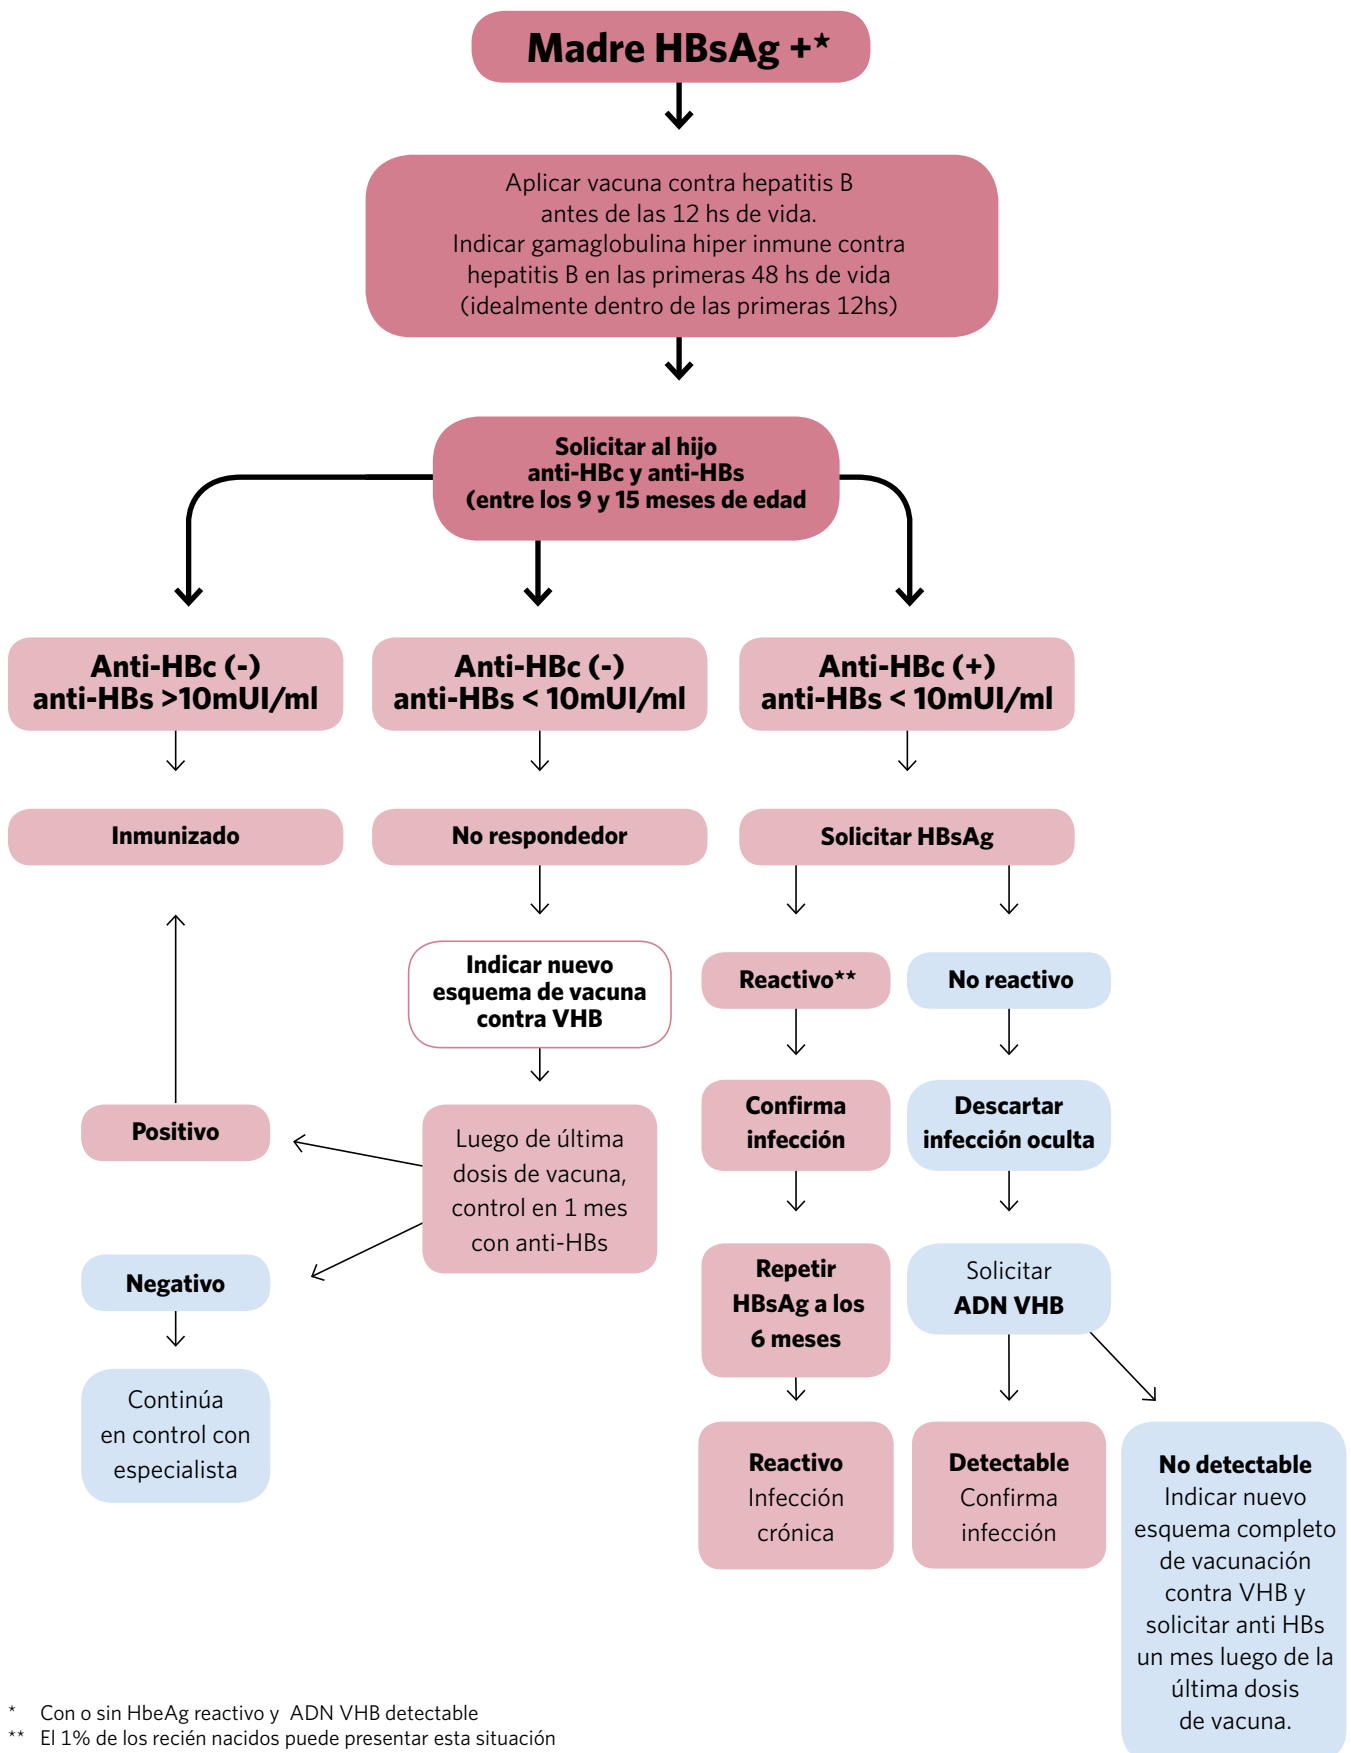 Madre HBsAg +*
Aplicar vacuna contra hepatitis B
antes de las 12 hs de vida.
Indicar gamaglobulina hiper inmune contra
hepatitis B en las primeras 48 hs de vida
(idealmente dentro de las primeras 12hs)
Solicitar al hijo
anti-HBc y anti-HBs
(entre los 9 y 15 meses de edad
Anti-HBc (-)
anti-HBs >10mUI/ml
Anti-HBc (-)
anti-HBs < 10mUI/ml
Anti-HBc (+)
anti-HBs < 10mUI/ml
Inmunizado
No respondedor
Solicitar HBsAg
Indicar nuevo
esquema de vacuna
contra VHB
Reactivo**
No reactivo
Positivo
Luego de última
dosis de vacuna,
control en 1 mes
con anti-HBs
Confirma
infección
Descartar
infección oculta
Negativo
Repetir
HBsAg a los
6 meses
Solicitar
ADN VHB
Continúa
en control con
especialista
Reactivo
Infección
crónica
Detectable
Confirma
infección
No detectable
Indicar nuevo
esquema completo
de vacunación
contra VHB y
solicitar anti HBs
un mes luego de la
última dosis
de vacuna.
* Con o sin HbeAg reactivo y ADN VHB detectable
** El 1% de los recién nacidos puede presentar esta situación